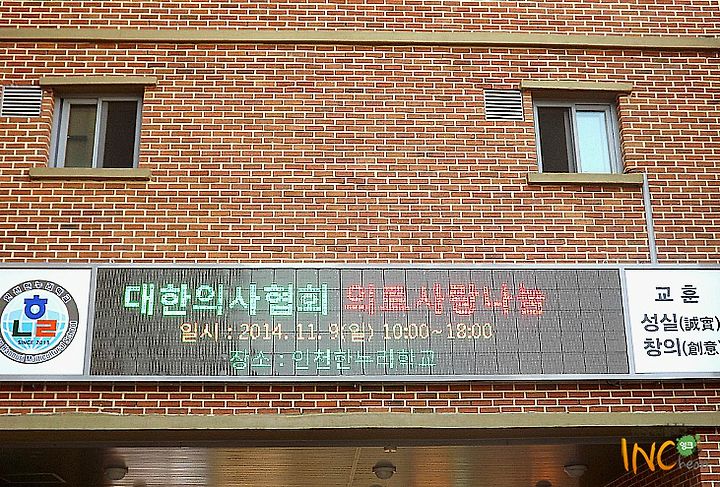 대한의사협회 의료사랑나눔
일시 : 2014. 11. 9(일) 10:00~18:00
장소 : 인천한누리학교
SINCE 2013
교 훈
성실(誠實)
창의(創意)
INC